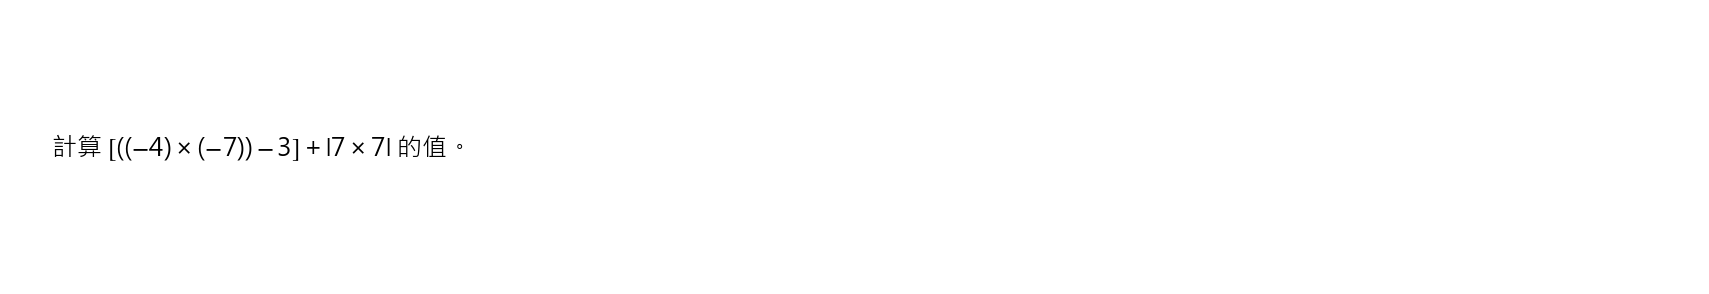 計算 [((−4) × (−7)) − 3] + |7 × 7| 的值。